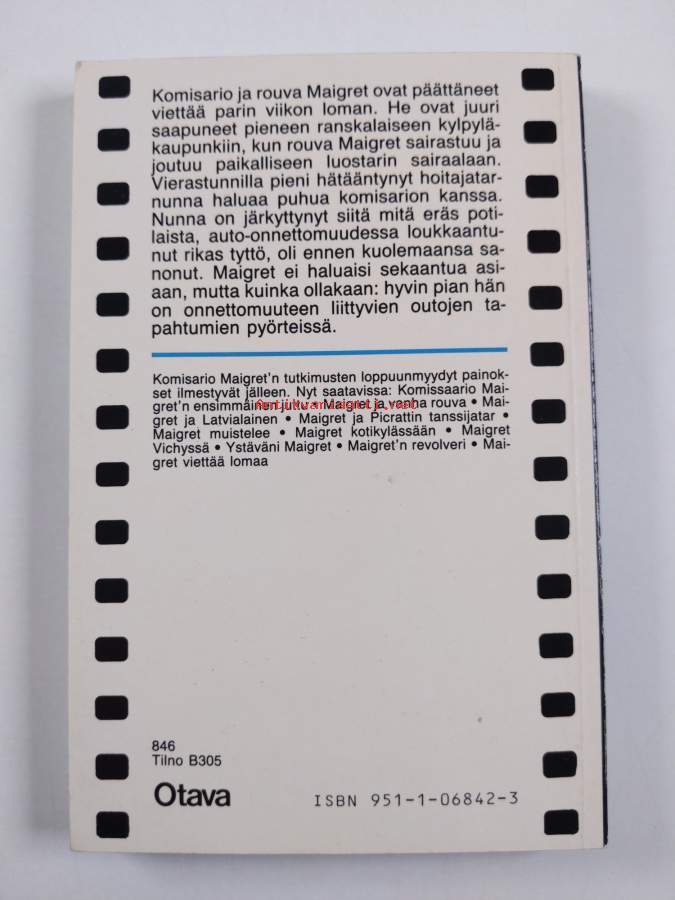 Komisario ja rouva Maigret ovat päättäneet
viettää parin viikon loman. He ovat juuri
saapuneet pieneen ranskalaiseen kylpylä-
kaupunkiin, kun rouva Maigret sairastuu ja
joutuu paikalliseen luostarin sairaalaan.
Vierastunnilla pieni hätääntynyt hoitajatar-
nunna haluaa puhua komisarion kanssa.
Nunna on järkyttynyt siitä mitä eräs poti-
laista, auto-onnettomuudessa loukkaantu-
nut rikas tyttö, oli ennen kuolemaansa sa-
nonut. Maigret ei haluaisi sekaantua asi-
aan, mutta kuinka ollakaan: hyvin pian hän
on onnettomuuteen liittyvien outojen ta-
pahtumien pyörteissä.
Komisario Maigret'n tutkimusten loppuunmyydyt painok-
set ilmestyvät jälleen. Nyt saatavissa: Komissaario Mai-
gret'n ensimmäinen juttu • Maigret ja vanha rouva • Mai-
gret ja Latvialainen • Maigret ja Picrattin tanssijatar •
Maigret muistelee • Maigret kotikylässään • Maigret
Vichyssä • Ystäväni Maigret • Maigret'n revolveri • Mai-
gret viettää lomaa
846
Tilno B305
Otava ISBN 951-1-06842-3